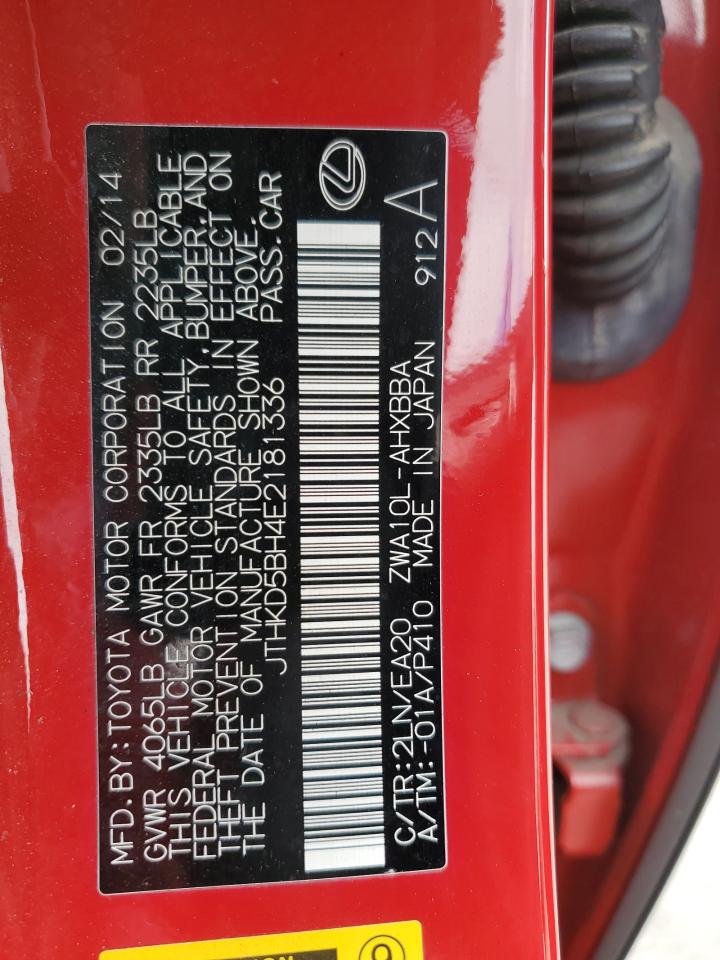 MFD.BY:TOYOTA MOTOR CORPORATION 02/14
GVWR 4065LB GAWR FR 2335LB RR 2235LB
THIS VEHICLE CONFORMS TO ALL APPLICABLE
FEDERAL MOTOR VEHICLE SAFETY, BUMPER, AND
THEFT PREVENTION STANDARDS IN EFFECT ON
THE DATE OF MANUFACTURE SHOWN ABOVE.
JTHKD5BH4E2181336 PASS.CAR
C/TR:2LN/EA20 ZWA10L-AHXBBA 912
A/TM:-01A/P410 MADE IN JAPAN A